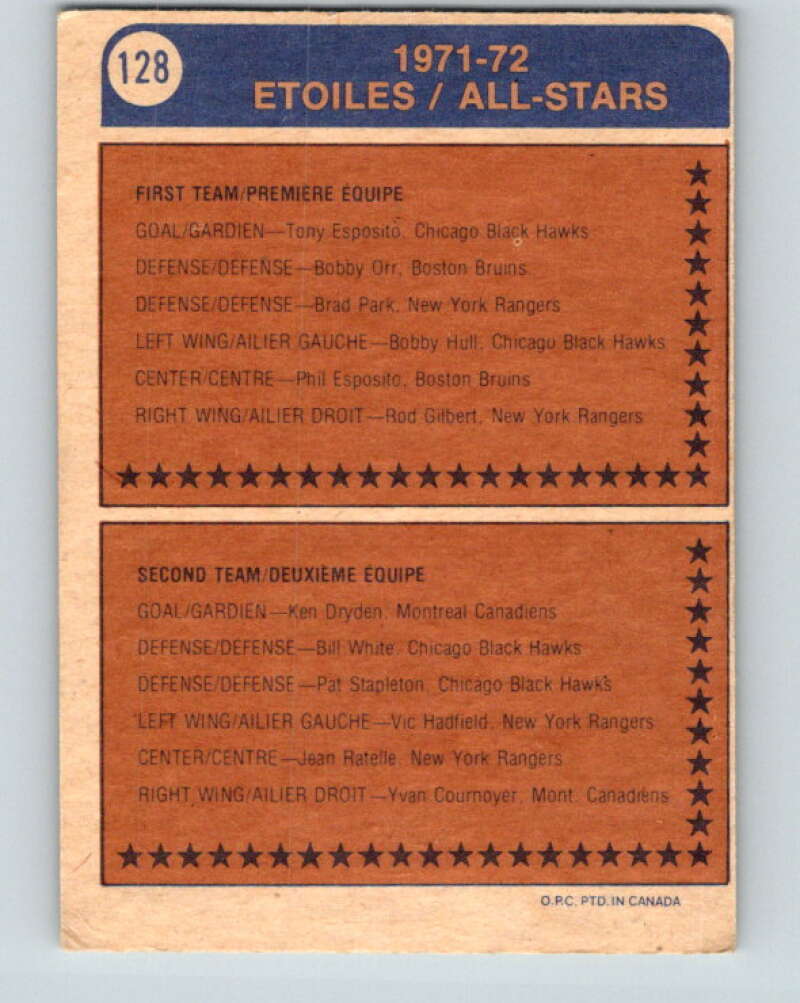 128
1971-72
ETOILES / ALL-STARS
FIRST TEAM/PREMIERE ÉQUIPE
GOAL/GARDIEN—Tony Esposito, Chicago Black Hawks
DEFENSE/DEFENSE—Bobby Orr, Boston Bruins
DEFENSE/DEFENSE—Brad Park, New York Rangers
LEFT WING/AILIER GAUCHE—Bobby Hull, Chicago Black Hawks
CENTER/CENTRE—Phil Esposito, Boston Bruins
RIGHT WING/AILIER DROIT—Rod Gilbert, New York Rangers
SECOND TEAM/DEUXIÈME ÉQUIPE
GOAL/GARDIEN—Ken Dryden, Montreal Canadiens
DEFENSE/DEFENSE—Bill White, Chicago Black Hawks
DEFENSE/DEFENSE—Pat Stapleton, Chicago Black Hawks
LEFT WING/AILIER GAUCHE—Vic Hadfield, New York Rangers
CENTER/CENTRE—Jean Ratelle, New York Rangers
RIGHT WING/AILIER DROIT—Yvan Cournoyer, Mont. Canadiens
O.P.C. PTD. IN CANADA